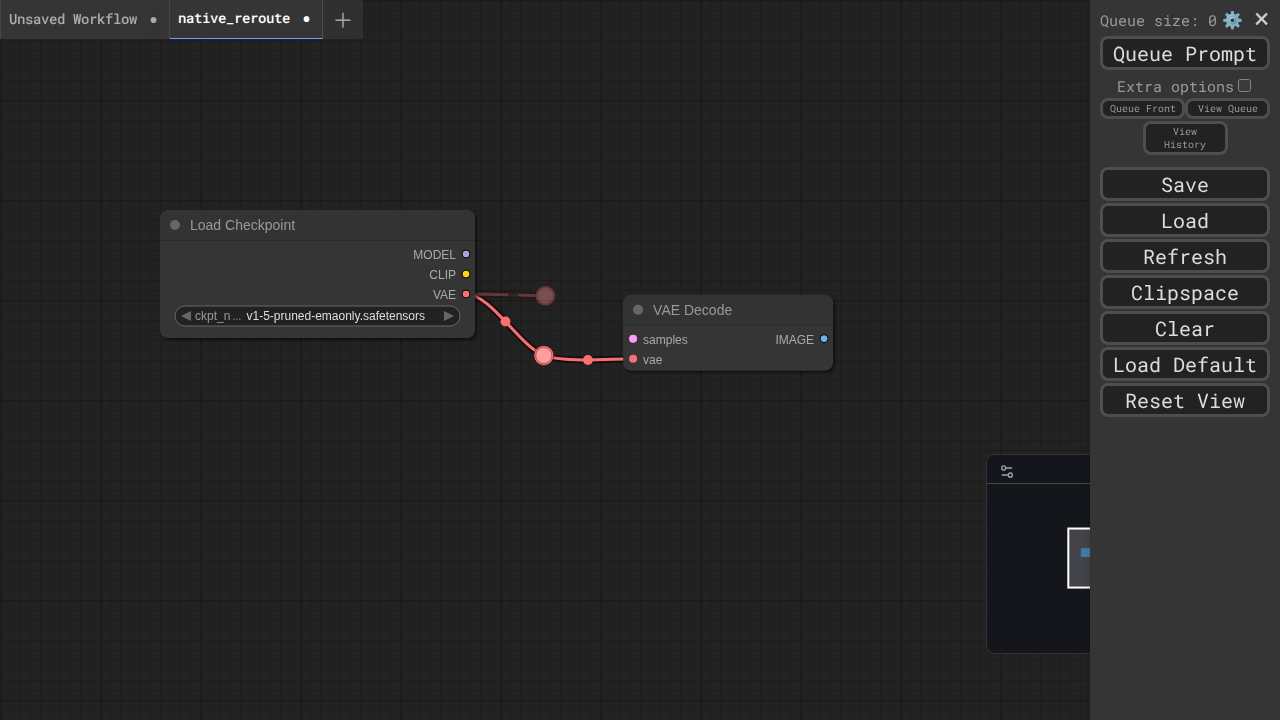 Unsaved Workflow
native_reroute
Queue size: 0
Queue Prompt
Extra options
Queue Front
View Queue
View
History
Save
Load
Refresh
Clipspace
Clear
Load Default
Reset View
Load Checkpoint
MODEL
CLIP
VAE
ckpt_n... v1-5-pruned-emaonly.safetensors
VAE Decode
samples IMAGE
vae